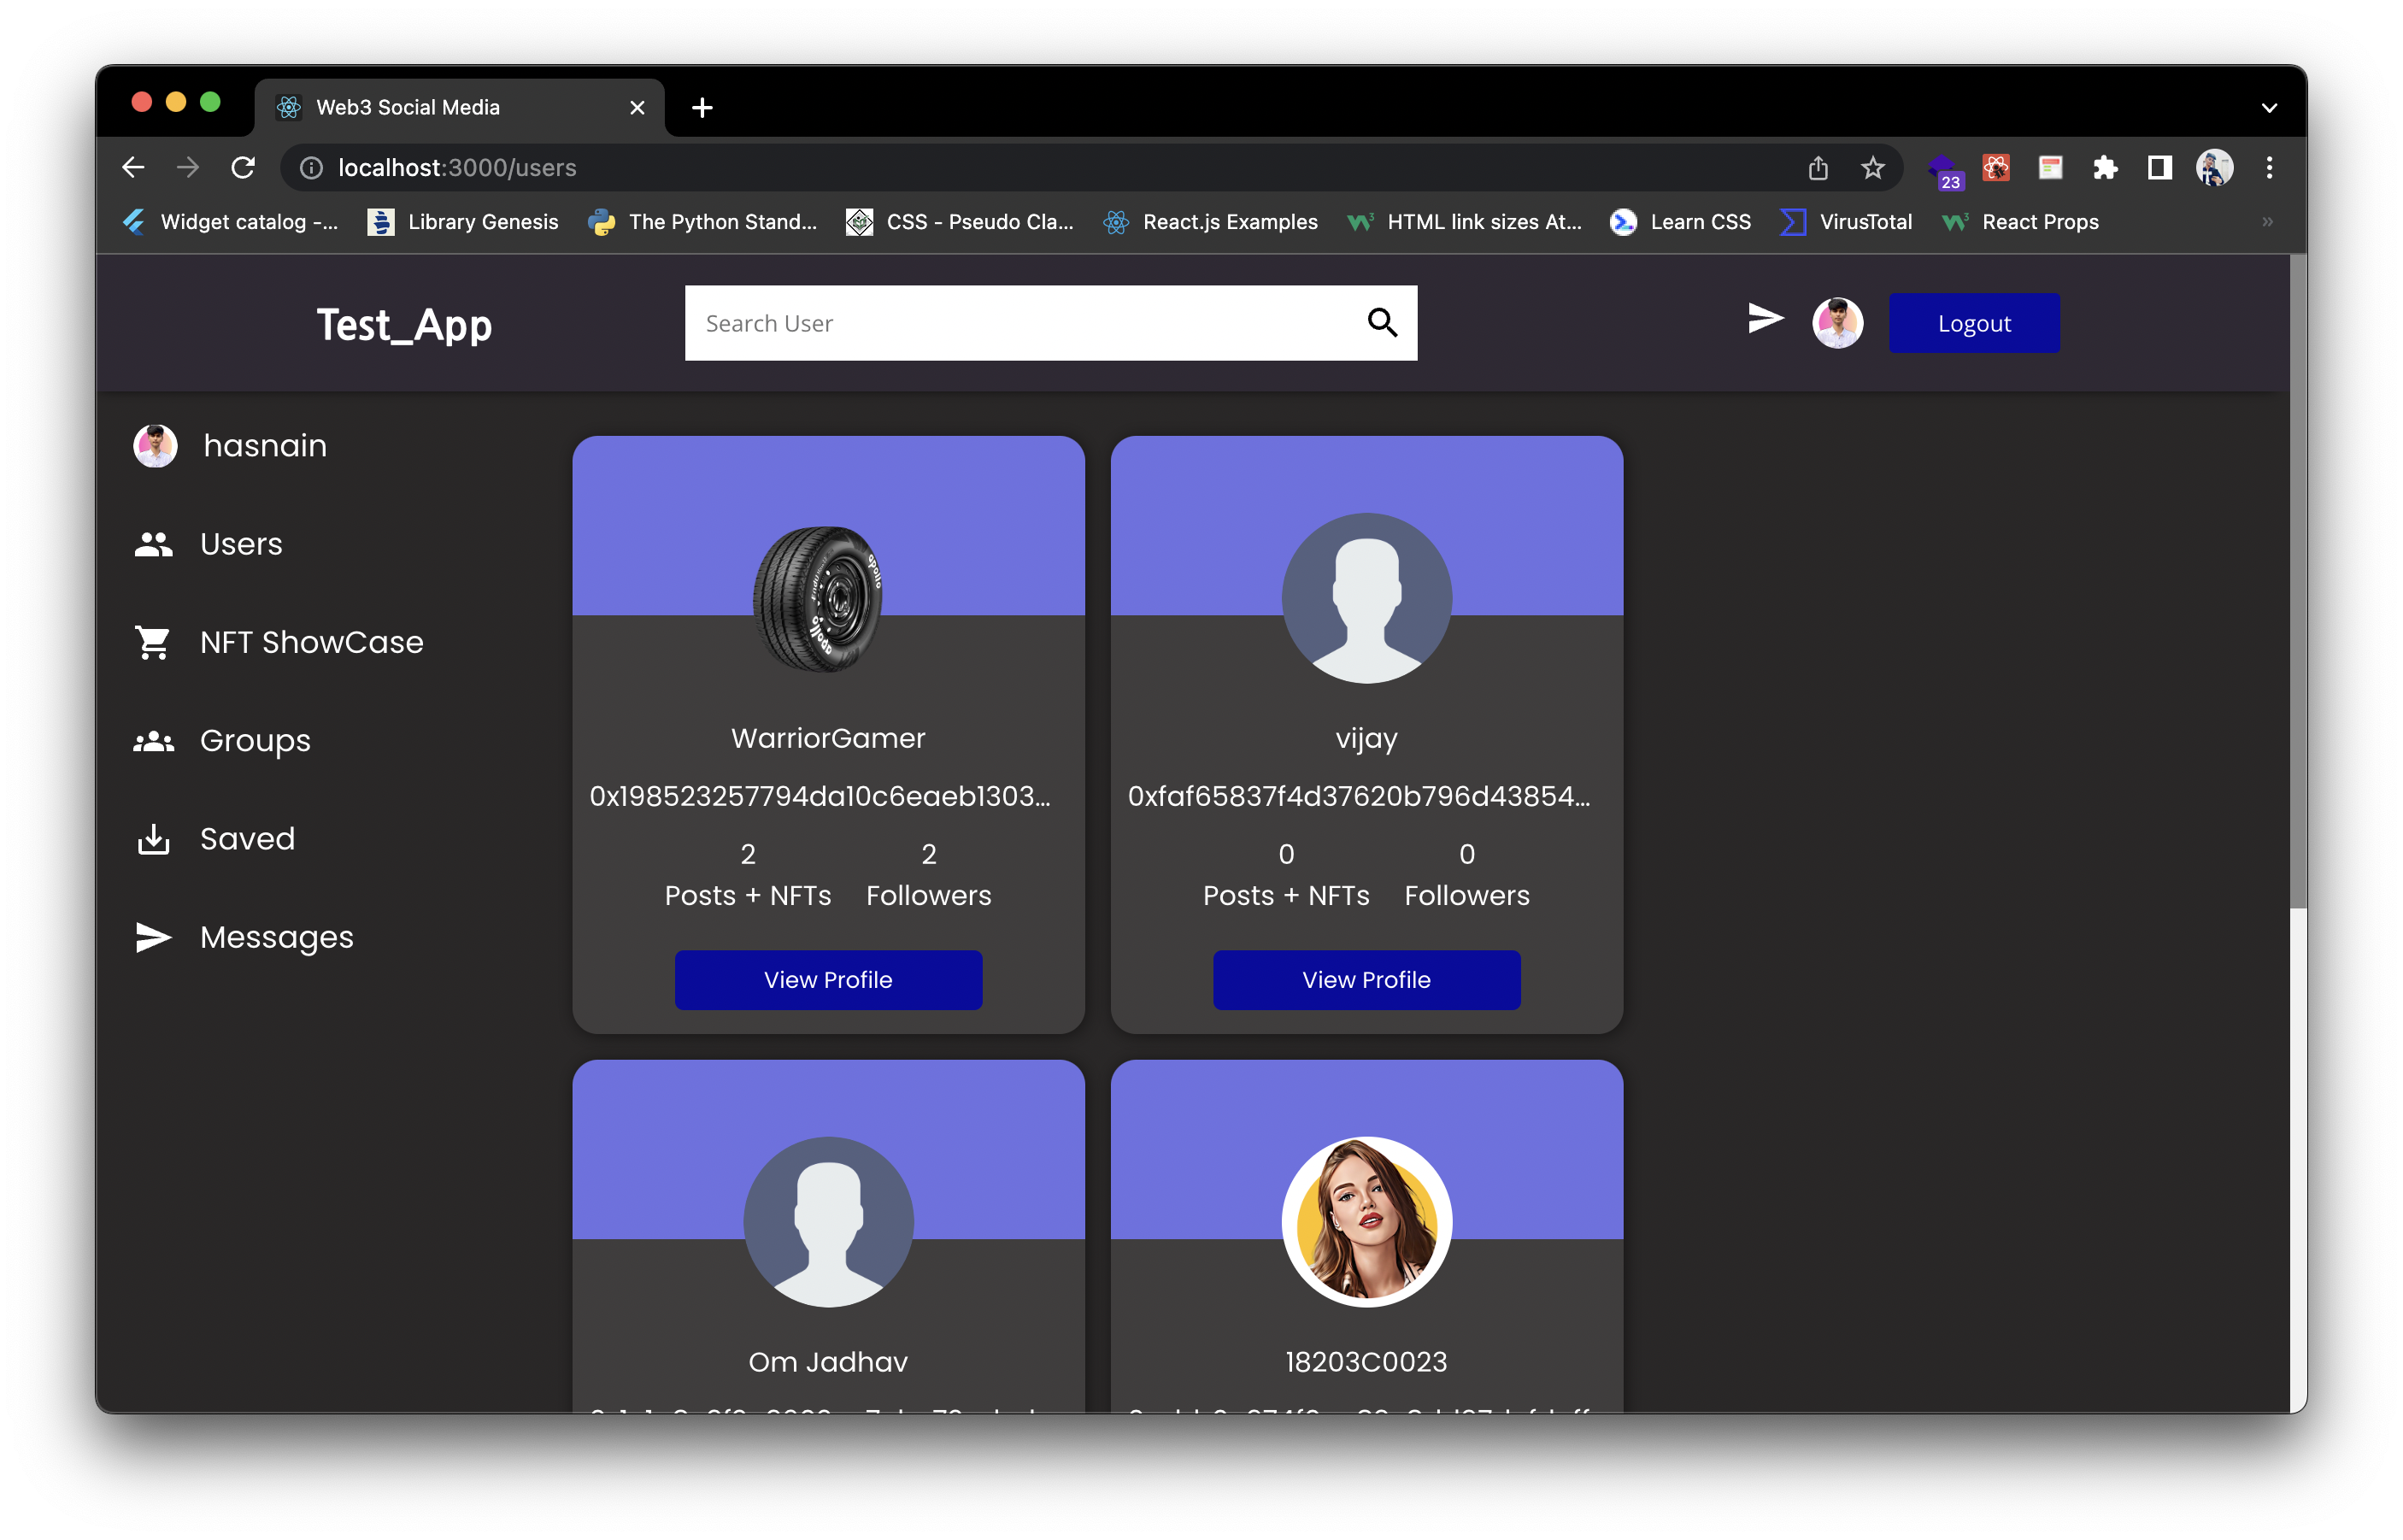 Web3 Social Media
localhost:3000/users
23
Widget catalog -... Library Genesis The Python Stand... CSS - Pseudo Cla... React.js Examples HTML link sizes At... Learn CSS VirusTotal React Props »
Test_App
Search User
Logout
hasnain
Users
NFT ShowCase
Groups
Saved
Messages
apollo
apollo
WarriorGamer
0x198523257794da10c6eaeb1303...
2 2
Posts + NFTs Followers
View Profile
vijay
0xfaf65837f4d37620b796d43854...
0 0
Posts + NFTs Followers
View Profile
Om Jadhav
18203C0023